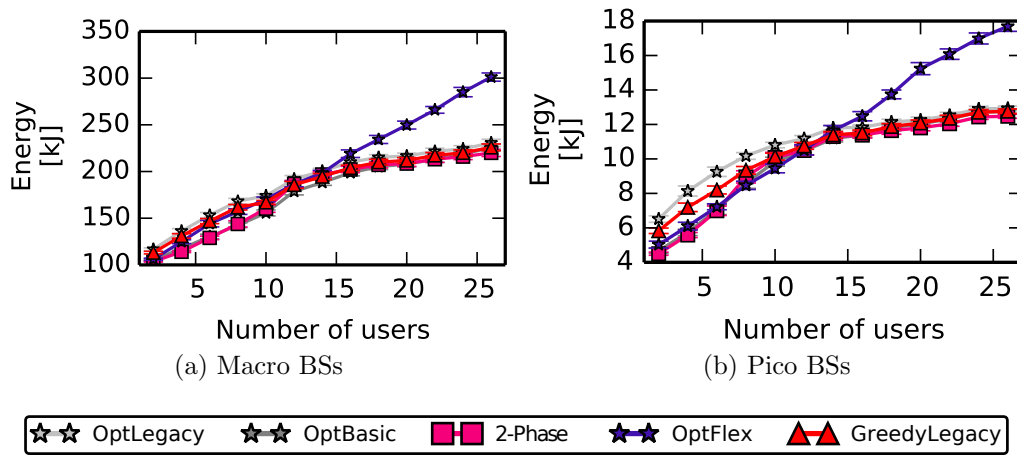 350
300
250
200
150
100
Energy
[kJ]
5
10
15
20
25
Number of users
(a) Macro BSs
18
16
14
12
10
8
6
4
Energy
[kJ]
5
10
15
20
25
Number of users
(b) Pico BSs
OptLegacy
OptBasic
2-Phase
OptFlex
GreedyLegacy